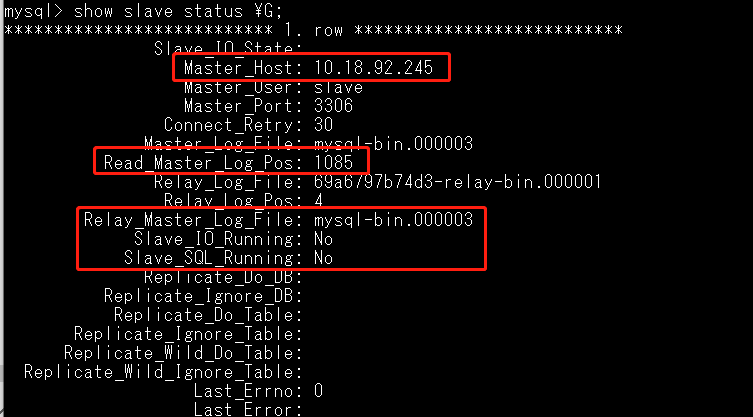 mysql> show slave status ¥G;
*************************** 1. row ***************************
Slave_IO_State:
Master_Host: 10.18.92.245
Master_User: slave
Master_Port: 3306
Connect_Retry: 30
Master_Log_File: mysql-bin.000003
Read_Master_Log_Pos: 1085
Relay_Log_File: 69a6797b74d3-relay-bin.000001
Relay_Log_Pos: 4
Relay_Master_Log_File: mysql-bin.000003
Slave_IO_Running: No
Slave_SQL_Running: No
Replicate_Do_DB:
Replicate_Ignore_DB:
Replicate_Do_Table:
Replicate_Ignore_Table:
Replicate_Wild_Do_Table:
Replicate_Wild_Ignore_Table:
Last_Errno: 0
Last_Error: